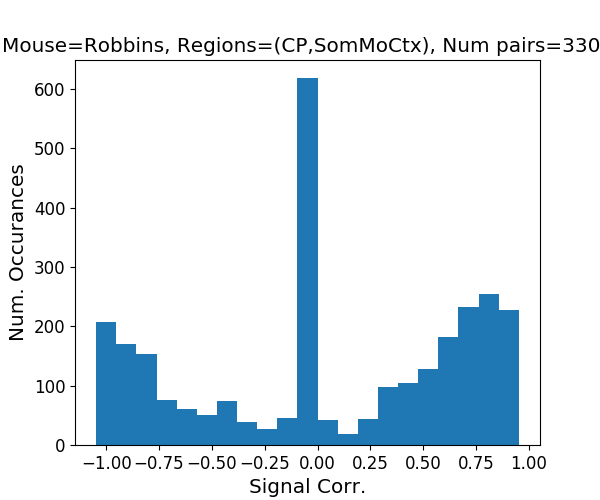 Mouse=Robbins, Regions=(CP,SomMoCtx), Num pairs=330
600
500
400
300
200
100
0
Num. Occurances
−1.00 −0.75 −0.50 −0.25 0.00 0.25 0.50 0.75 1.00
Signal Corr.